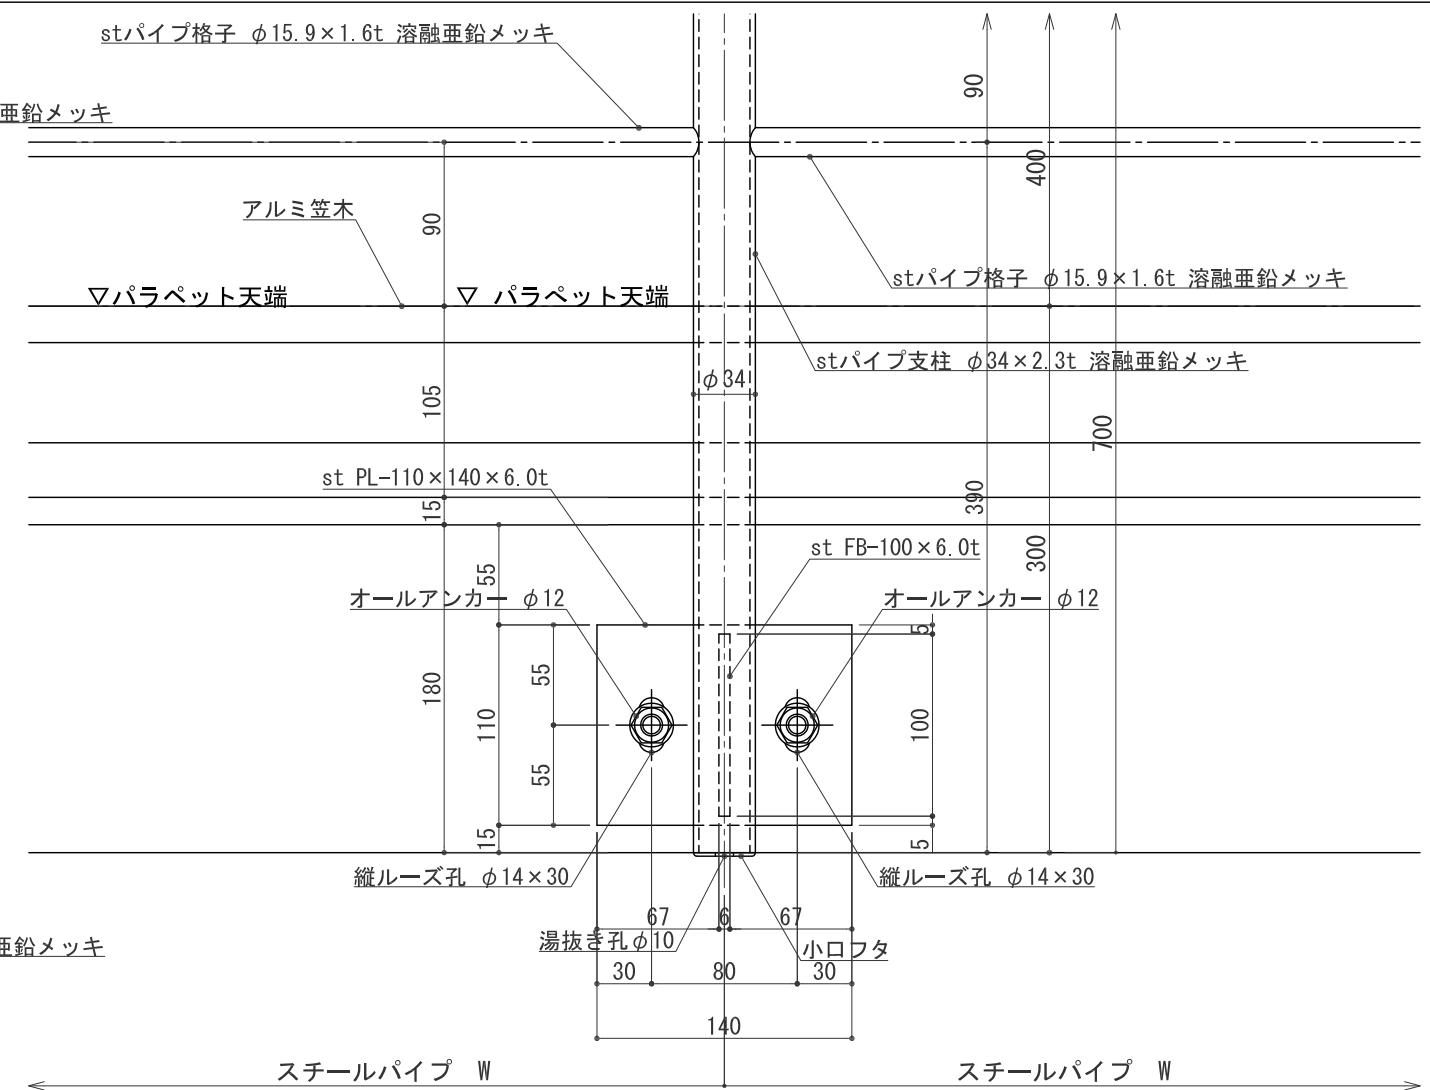 stパイプ格子 φ15.9×1.6t 溶融亜鉛メッキ
90
亜鉛メッキ
400
アルミ笠木
90
stパイプ格子 φ15.9×1.6t 溶融亜鉛メッキ
▽パラペット天端
▽ パラペット天端
stパイプ支柱 φ34×2.3t 溶融亜鉛メッキ
φ34
105
700
st PL-110×140×6.0t
390
15
st FB-100×6.0t
300
55
オールアンカー φ12
オールアンカー φ12
5
55
180
110
100
55
15
5
縦ルーズ孔 φ14×30
縦ルーズ孔 φ14×30
67
6
67
湯抜き孔φ10
小口フタ
亜鉛メッキ
30
80
30
140
スチールパイプ W
スチールパイプ W